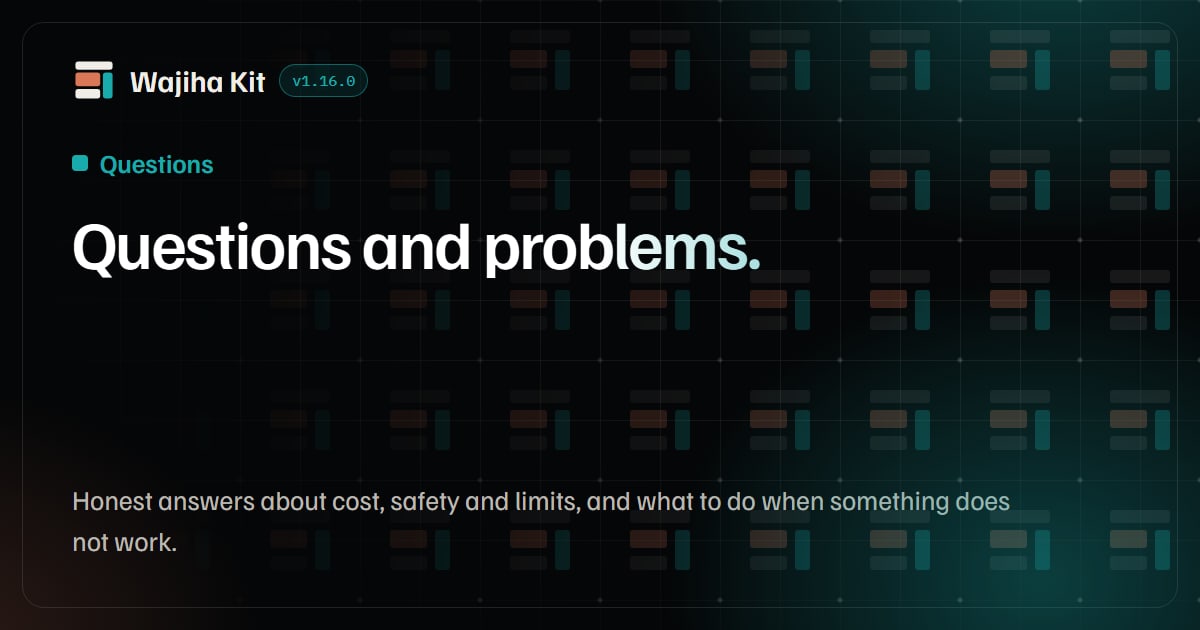 Wajiha Kit v1.16.0
Questions
Questions and problems.
Honest answers about cost, safety and limits, and what to do when something does
not work.